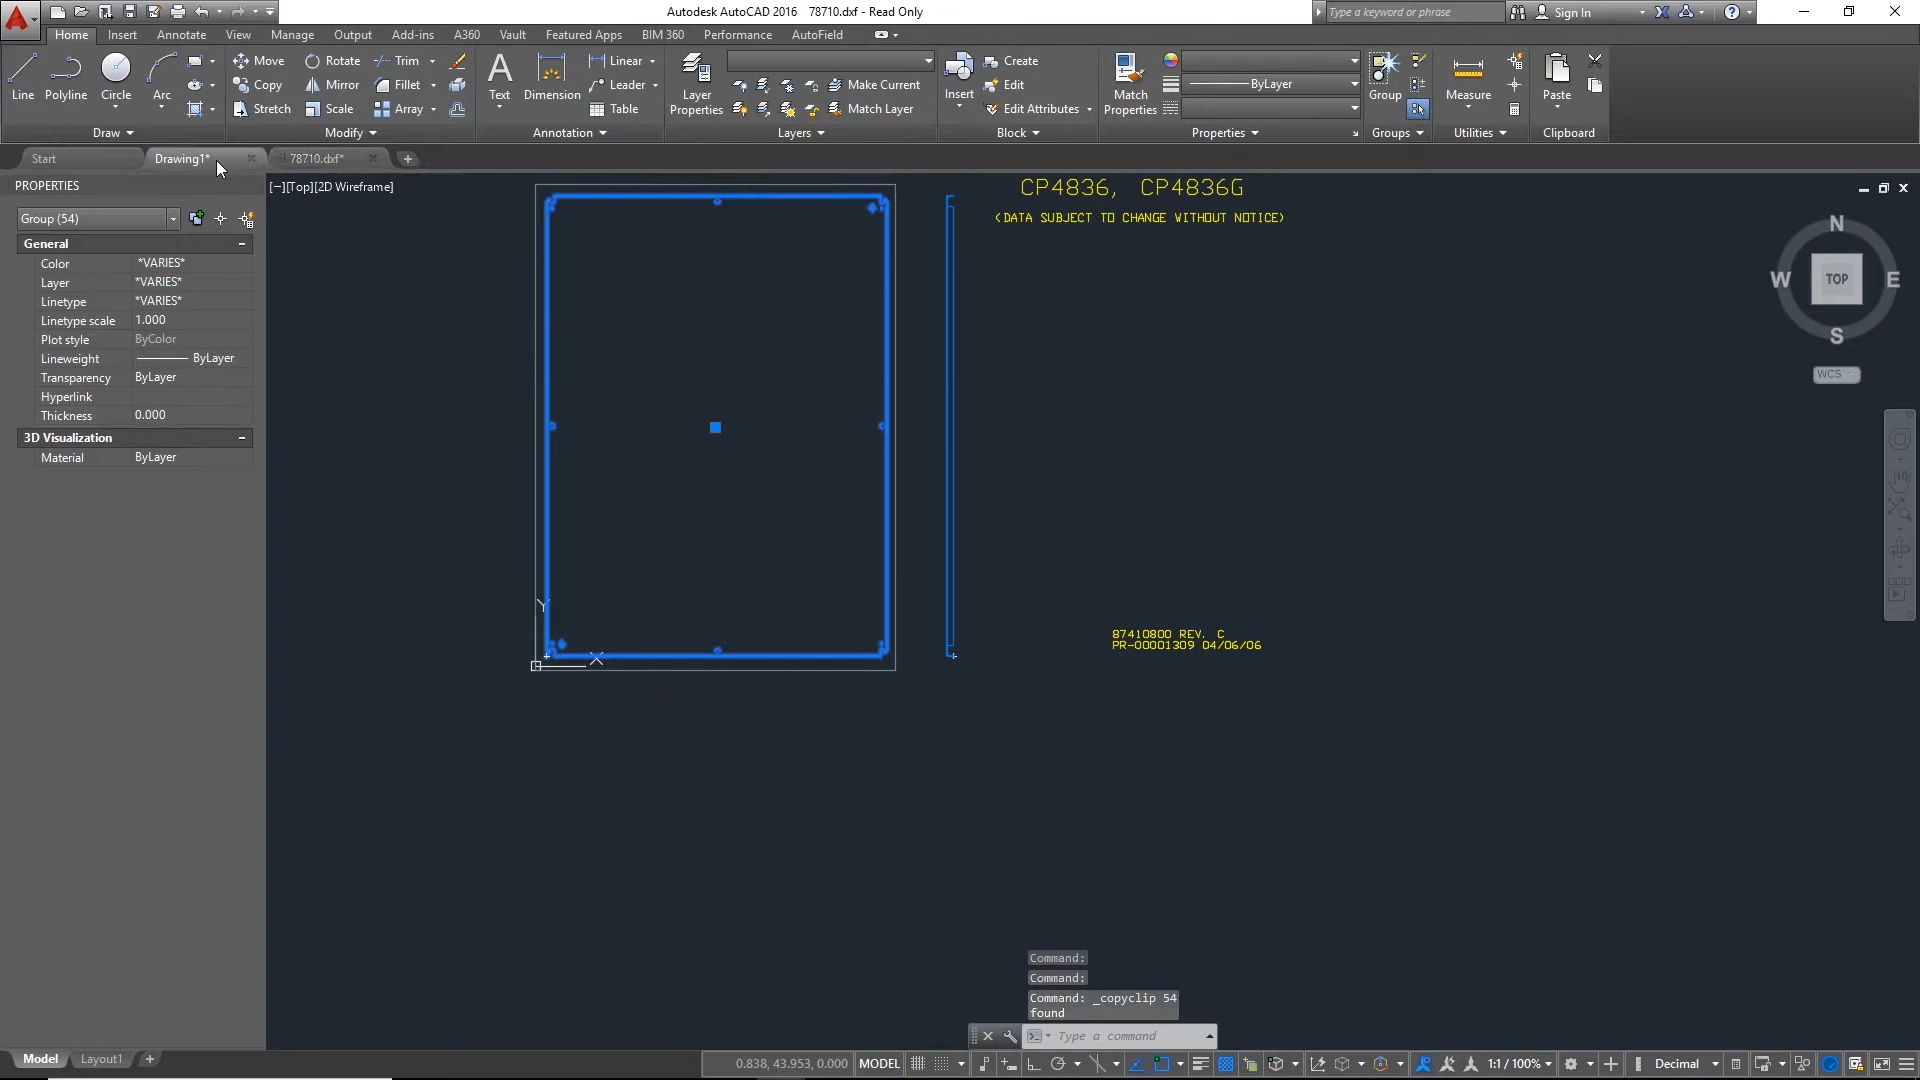 Autodesk AutoCAD 2016 78710.dxf - Read Only
Type a keyword or phrase
Sign In
Home Insert Annotate View Manage Output Add-ins A360 Vault Featured Apps BIM 360 Performance AutoField
Line Polyline Circle Arc
Move Rotate Trim
Copy Mirror Fillet
Stretch Scale Array
Text Dimension
Linear
Leader
Table
Layer Properties
Make Current
Match Layer
Insert
Create
Edit
Edit Attributes
Match Properties
ByLayer
Group
Measure
Paste
Draw Modify Annotation Layers Block Properties Groups Utilities Clipboard
Start Drawing1* 78710.dxf*
PROPERTIES
[−][Top][2D Wireframe]
Group (54)
General
Color *VARIES*
Layer *VARIES*
Linetype *VARIES*
Linetype scale 1.000
Plot style ByColor
Lineweight ByLayer
Transparency ByLayer
Hyperlink
Thickness 0.000
3D Visualization
Material ByLayer
CP4836, CP4836G
(DATA SUBJECT TO CHANGE WITHOUT NOTICE)
N
W TOP E
S
WCS
Y
X
87410800 REV. C
PR-00001309 04/06/06
Command:
Command:
Command: _copyclip 54
found
Type a command
Model Layout1
0.838, 43.953, 0.000 MODEL 1:1 / 100% Decimal